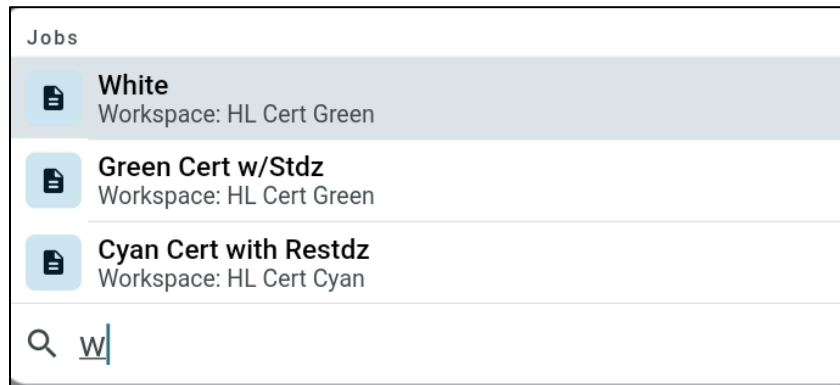 Jobs
White
Workspace: HL Cert Green
Green Cert w/Stdz
Workspace: HL Cert Green
Cyan Cert with Restdz
Workspace: HL Cert Cyan
W